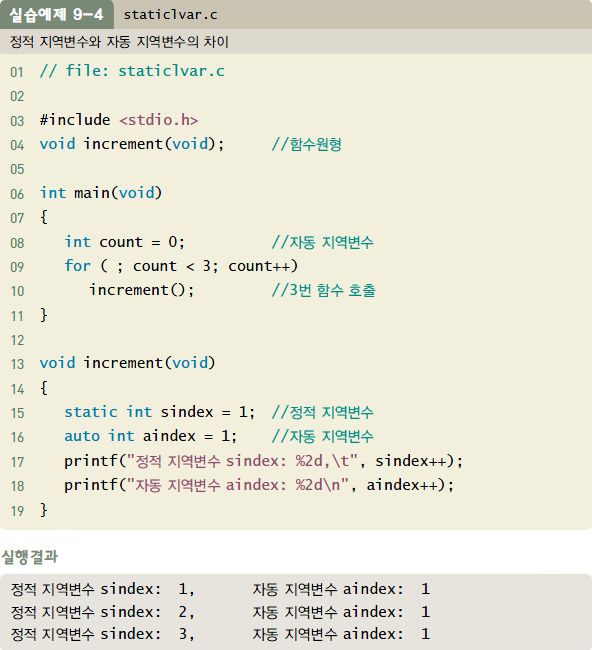 실습예제 9-4 staticlvar.c
정적 지역변수와 자동 지역변수의 차이
01 // file: staticlvar.c
02
03 #include <stdio.h>
04 void increment(void); //함수원형
05
06 int main(void)
07 {
08 int count = 0; //자동 지역변수
09 for ( ; count < 3; count++)
10 increment(); //3번 함수 호출
11 }
12
13 void increment(void)
14 {
15 static int sindex = 1; //정적 지역변수
16 auto int aindex = 1; //자동 지역변수
17 printf("정적 지역변수 sindex: %2d,\t", sindex++);
18 printf("자동 지역변수 aindex: %2d\n", aindex++);
19 }
실행결과
정적 지역변수 sindex: 1, 자동 지역변수 aindex: 1
정적 지역변수 sindex: 2, 자동 지역변수 aindex: 1
정적 지역변수 sindex: 3, 자동 지역변수 aindex: 1